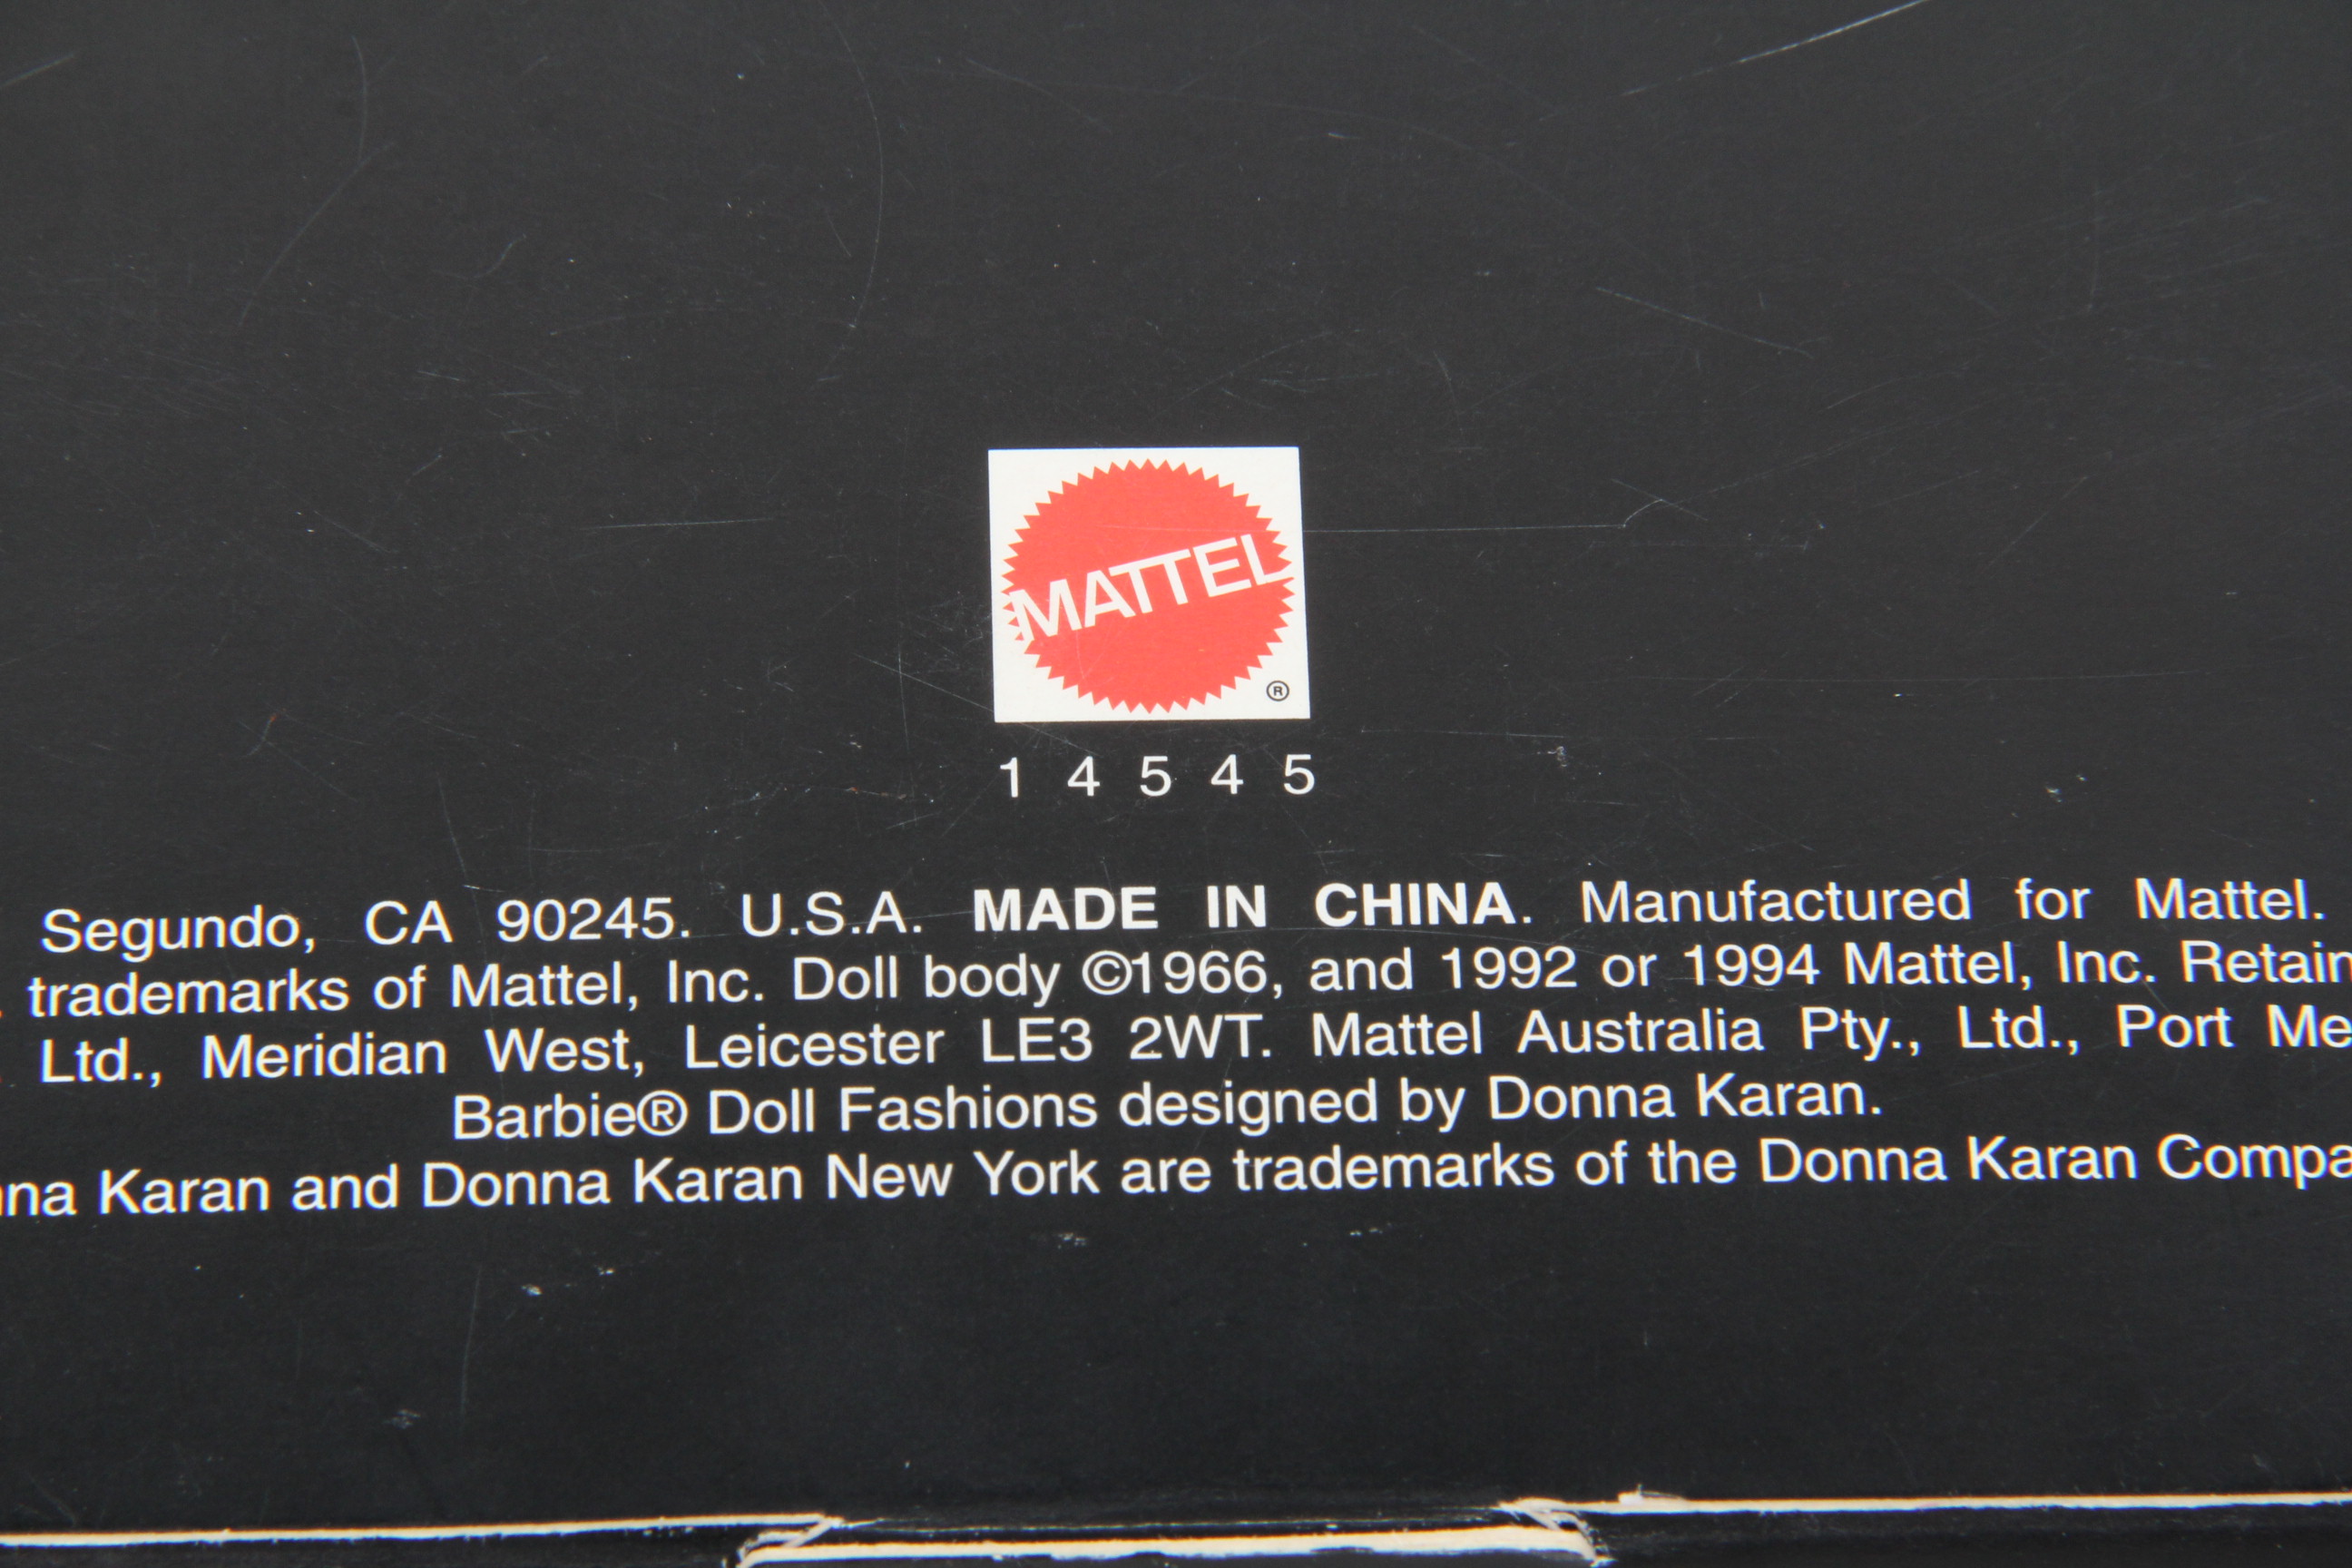 MATTEL
®
1 4 5 4 5
Segundo, CA 90245. U.S.A. MADE IN CHINA. Manufactured for Mattel.
trademarks of Mattel, Inc. Doll body ©1966, and 1992 or 1994 Mattel, Inc. Retain
Ltd., Meridian West, Leicester LE3 2WT. Mattel Australia Pty., Ltd., Port Me
Barbie® Doll Fashions designed by Donna Karan.
nna Karan and Donna Karan New York are trademarks of the Donna Karan Compa